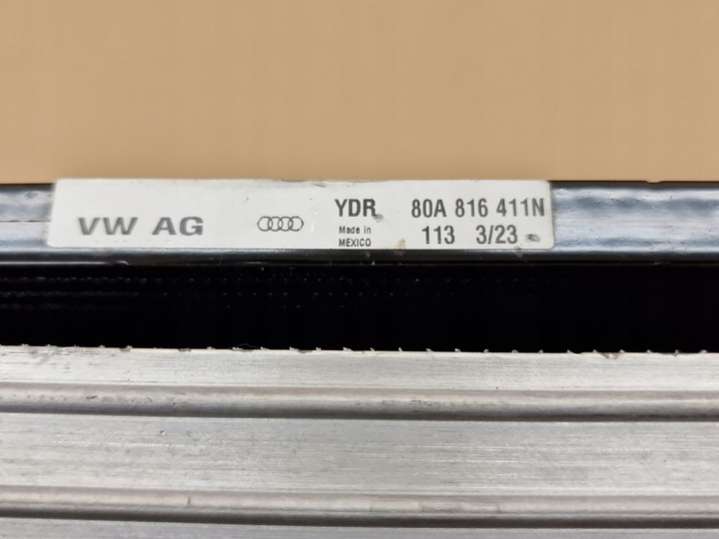 VW AG
YDR 80A 816 411N
Made in
MEXICO
113 3/23